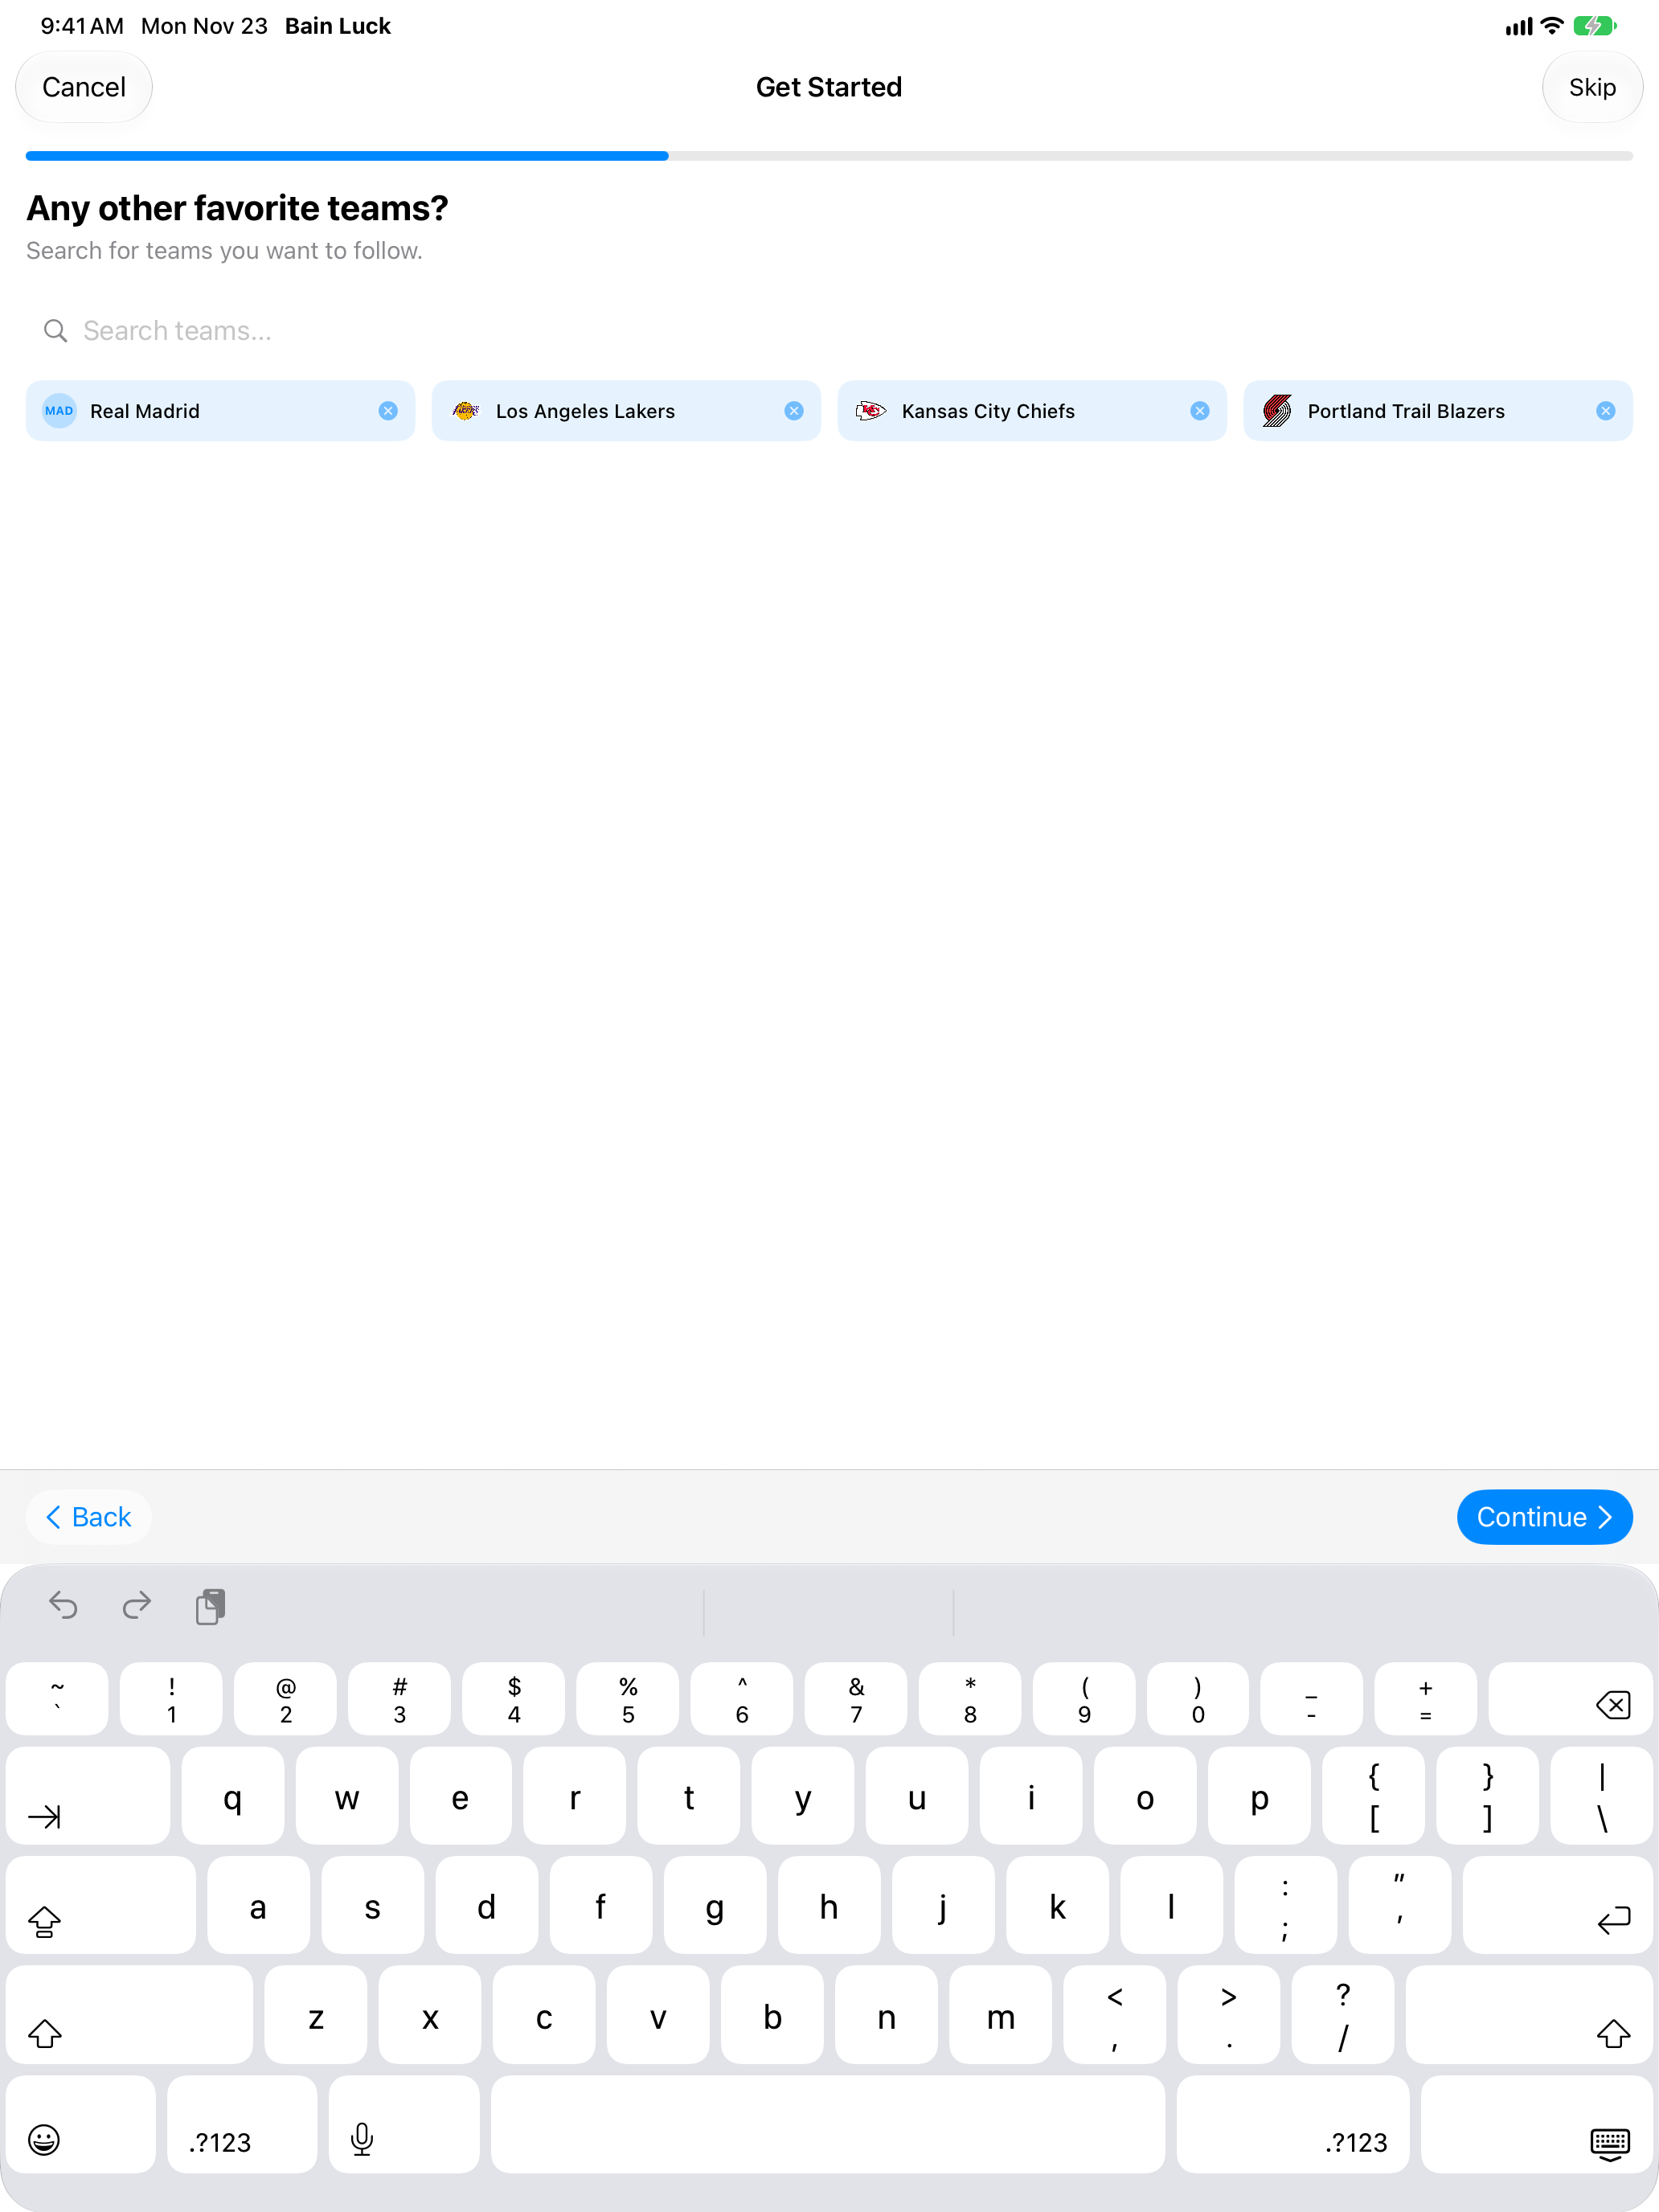 9:41 AM Mon Nov 23 Bain Luck
Cancel Get Started Skip
Any other favorite teams?
Search for teams you want to follow.
Search teams...
MAD Real Madrid Los Angeles Lakers Kansas City Chiefs Portland Trail Blazers
Back Continue
~ ! @ # $ % ^ & * ( ) _ +
` 1 2 3 4 5 6 7 8 9 0 - =
q w e r t y u i o p { } |
[ ] \
a s d f g h j k l : "
; '
z x c v b n m < > ?
, . /
.?123 .?123